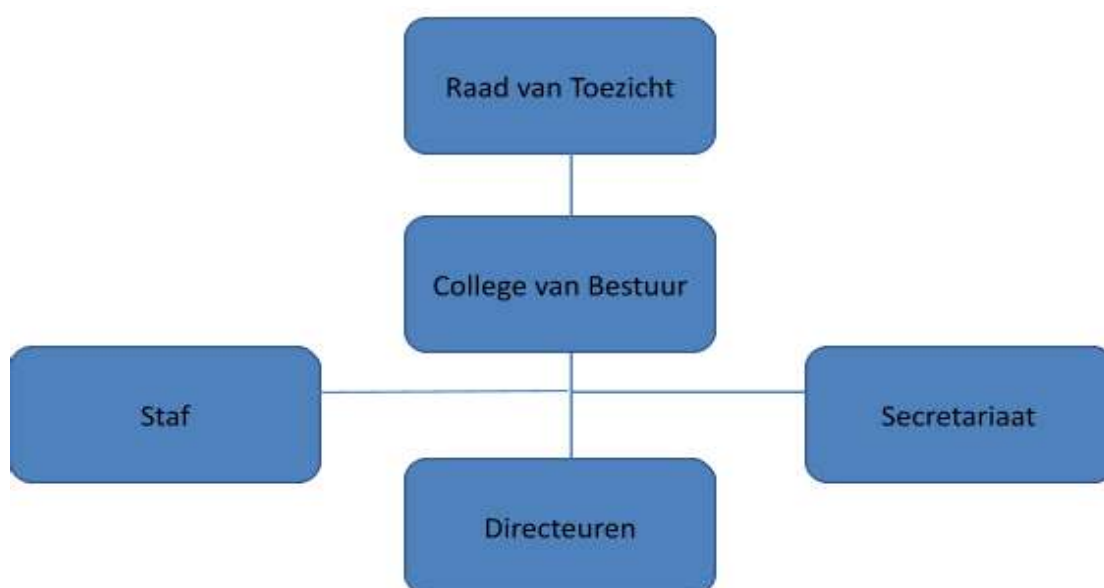 Raad van Toezicht
College van Bestuur
Staf
Secretariaat
Directeuren